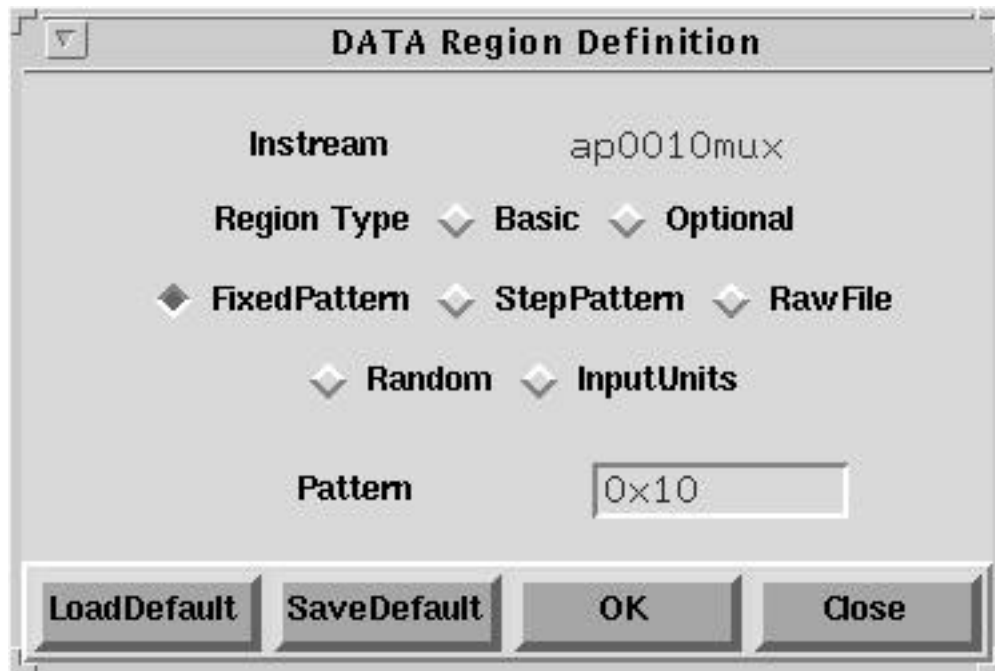 DATA Region Definition
Instream ap0010mux
Region Type Basic Optional
FixedPattern StepPattern RawFile
Random InputUnits
Pattern 0x10
LoadDefault SaveDefault OK Close